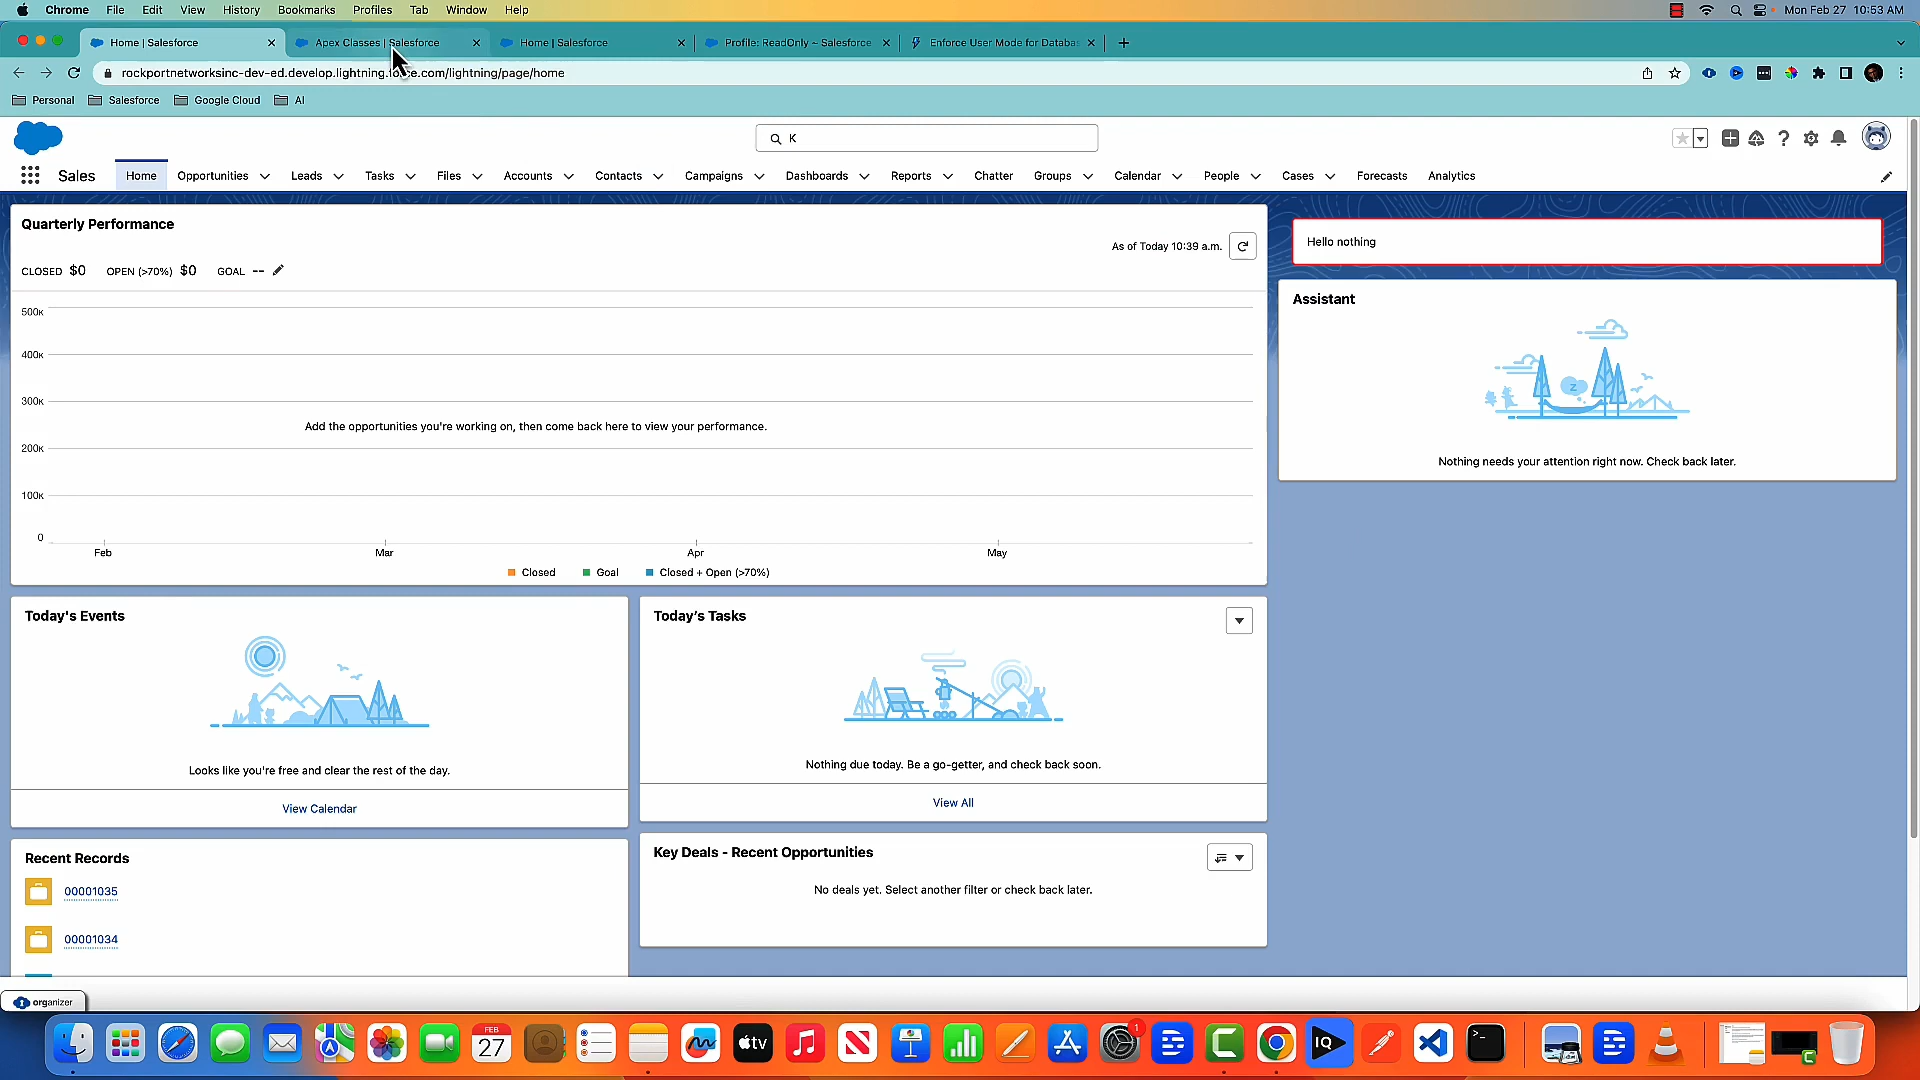 Chrome File Edit View History Bookmarks Profiles Tab Window Help Mon Feb 27 10:53 AM
Home | Salesforce Apex Classes | Salesforce Home | Salesforce Profile: ReadOnly ~ Salesforce Enforce User Mode for Databa
rockportnetworksinc-dev-ed.develop.lightning.force.com/lightning/page/home
Personal Salesforce Google Cloud AI
K
Sales Home Opportunities Leads Tasks Files Accounts Contacts Campaigns Dashboards Reports Chatter Groups Calendar People Cases Forecasts Analytics
Quarterly Performance
As of Today 10:39 a.m.
CLOSED $0 OPEN (>70%) $0 GOAL --
500K
400K
300K
Add the opportunities you're working on, then come back here to view your performance.
200K
100K
0
Feb Mar Apr May
Closed Goal Closed + Open (>70%)
Hello nothing
Assistant
Z
Nothing needs your attention right now. Check back later.
Today's Events
Looks like you're free and clear the rest of the day.
View Calendar
Today's Tasks
Nothing due today. Be a go-getter, and check back soon.
View All
Recent Records
00001035
00001034
Key Deals - Recent Opportunities
No deals yet. Select another filter or check back later.
organizer
FEB
27
tv
1
IQ